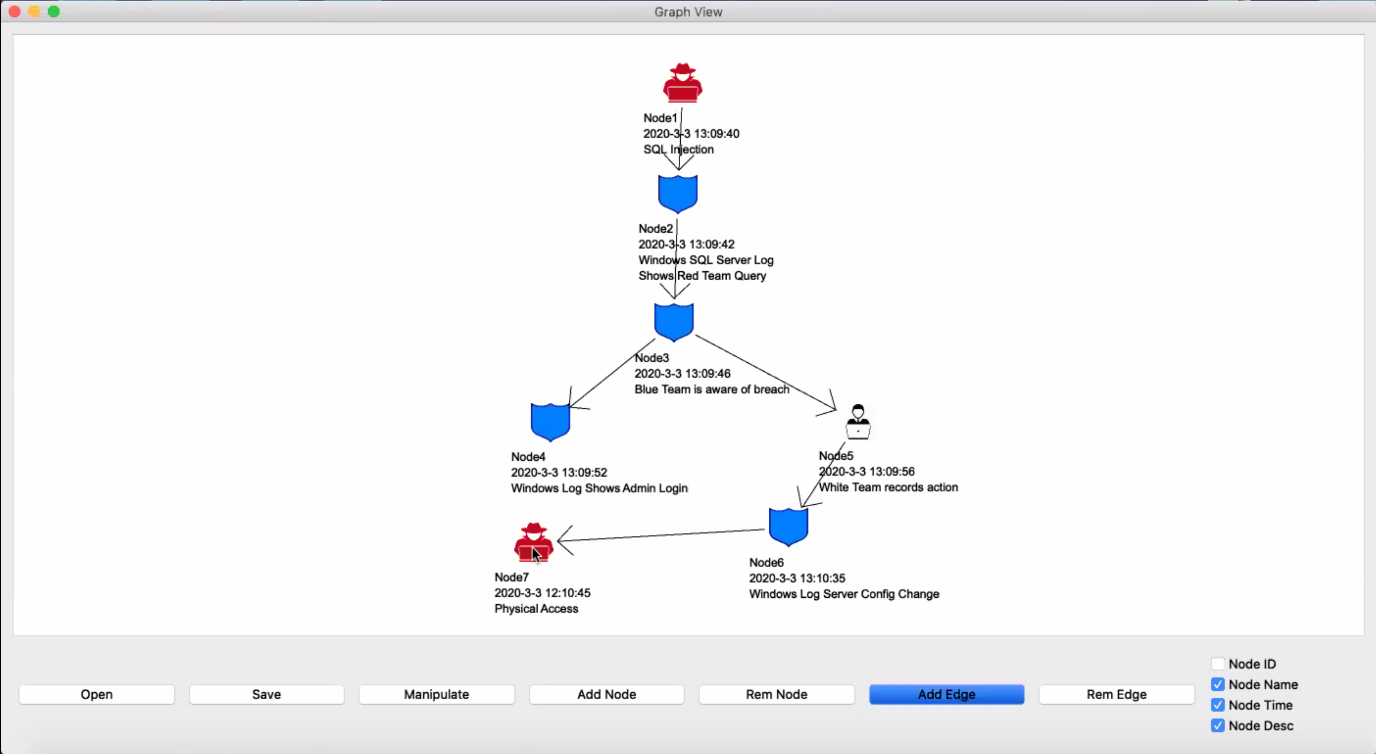 Graph View
Node1
2020-3-3 13:09:40
SQL Injection
Node2
2020-3-3 13:09:42
Windows SQL Server Log
Shows Red Team Query
Node3
2020-3-3 13:09:46
Blue Team is aware of breach
Node4
2020-3-3 13:09:52
Windows Log Shows Admin Login
Node5
2020-3-3 13:09:56
White Team records action
Node6
2020-3-3 13:10:35
Windows Log Server Config Change
Node7
2020-3-3 12:10:45
Physical Access
Open
Save
Manipulate
Add Node
Rem Node
Add Edge
Rem Edge
Node ID
Node Name
Node Time
Node Desc